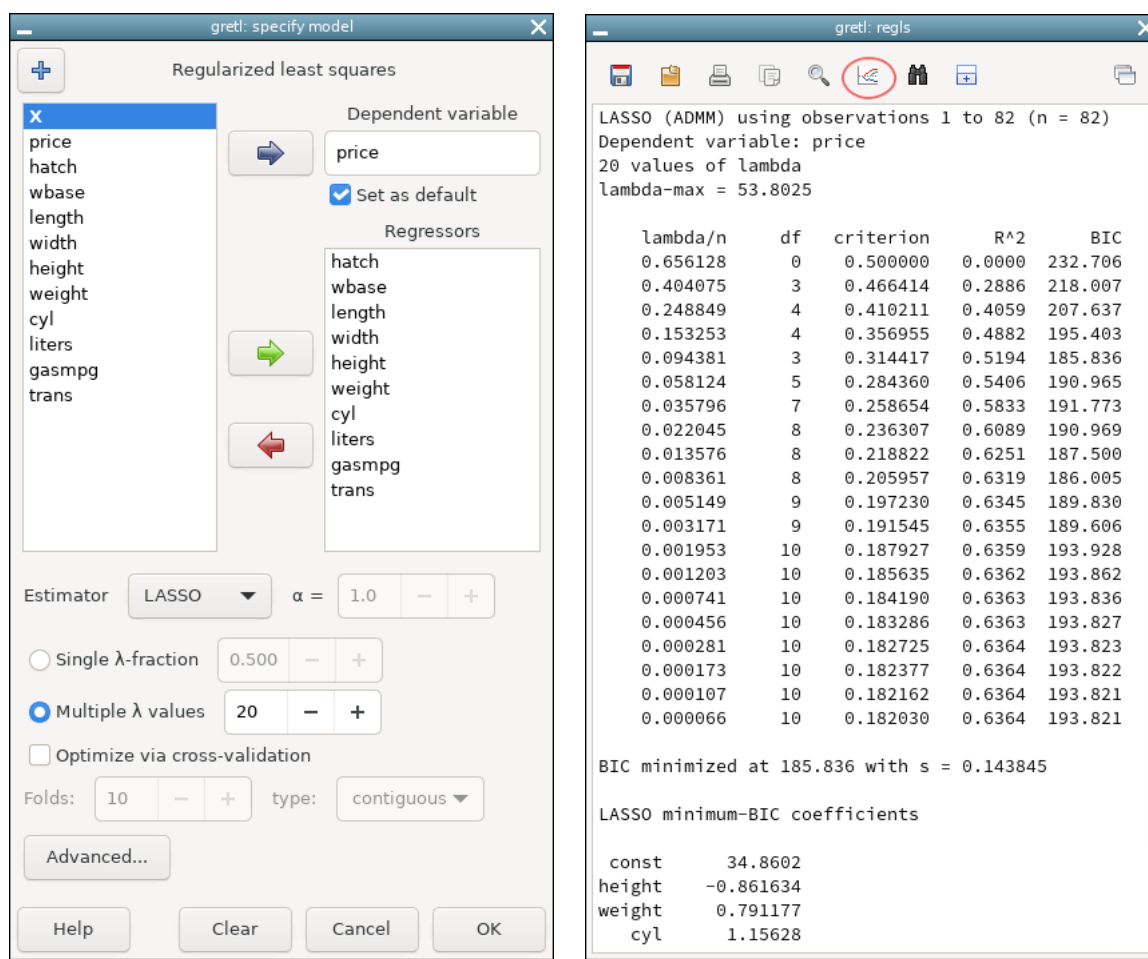 gretl: specify model
Regularized least squares
X
price
hatch
wbase
length
width
height
weight
cyl
liters
gasmpg
trans
Dependent variable
price
Set as default
Regressors
hatch
wbase
length
width
height
weight
cyl
liters
gasmpg
trans
Estimator LASSO α = 1.0
Single λ-fraction 0.500
Multiple λ values 20
Optimize via cross-validation
Folds: 10 type: contiguous
Advanced...
Help Clear Cancel OK
gretl: regls
LASSO (ADMM) using observations 1 to 82 (n = 82)
Dependent variable: price
20 values of lambda
lambda-max = 53.8025
lambda/n df criterion R^2 BIC
0.656128 0 0.500000 0.0000 232.706
0.404075 3 0.466414 0.2886 218.007
0.248849 4 0.410211 0.4059 207.637
0.153253 4 0.356955 0.4882 195.403
0.094381 3 0.314417 0.5194 185.836
0.058124 5 0.284360 0.5406 190.965
0.035796 7 0.258654 0.5833 191.773
0.022045 8 0.236307 0.6089 190.969
0.013576 8 0.218822 0.6251 187.500
0.008361 8 0.205957 0.6319 186.005
0.005149 9 0.197230 0.6345 189.830
0.003171 9 0.191545 0.6355 189.606
0.001953 10 0.187927 0.6359 193.928
0.001203 10 0.185635 0.6362 193.862
0.000741 10 0.184190 0.6363 193.836
0.000456 10 0.183286 0.6363 193.827
0.000281 10 0.182725 0.6364 193.823
0.000173 10 0.182377 0.6364 193.822
0.000107 10 0.182162 0.6364 193.821
0.000066 10 0.182030 0.6364 193.821
BIC minimized at 185.836 with s = 0.143845
LASSO minimum-BIC coefficients
const 34.8602
height -0.861634
weight 0.791177
cyl 1.15628